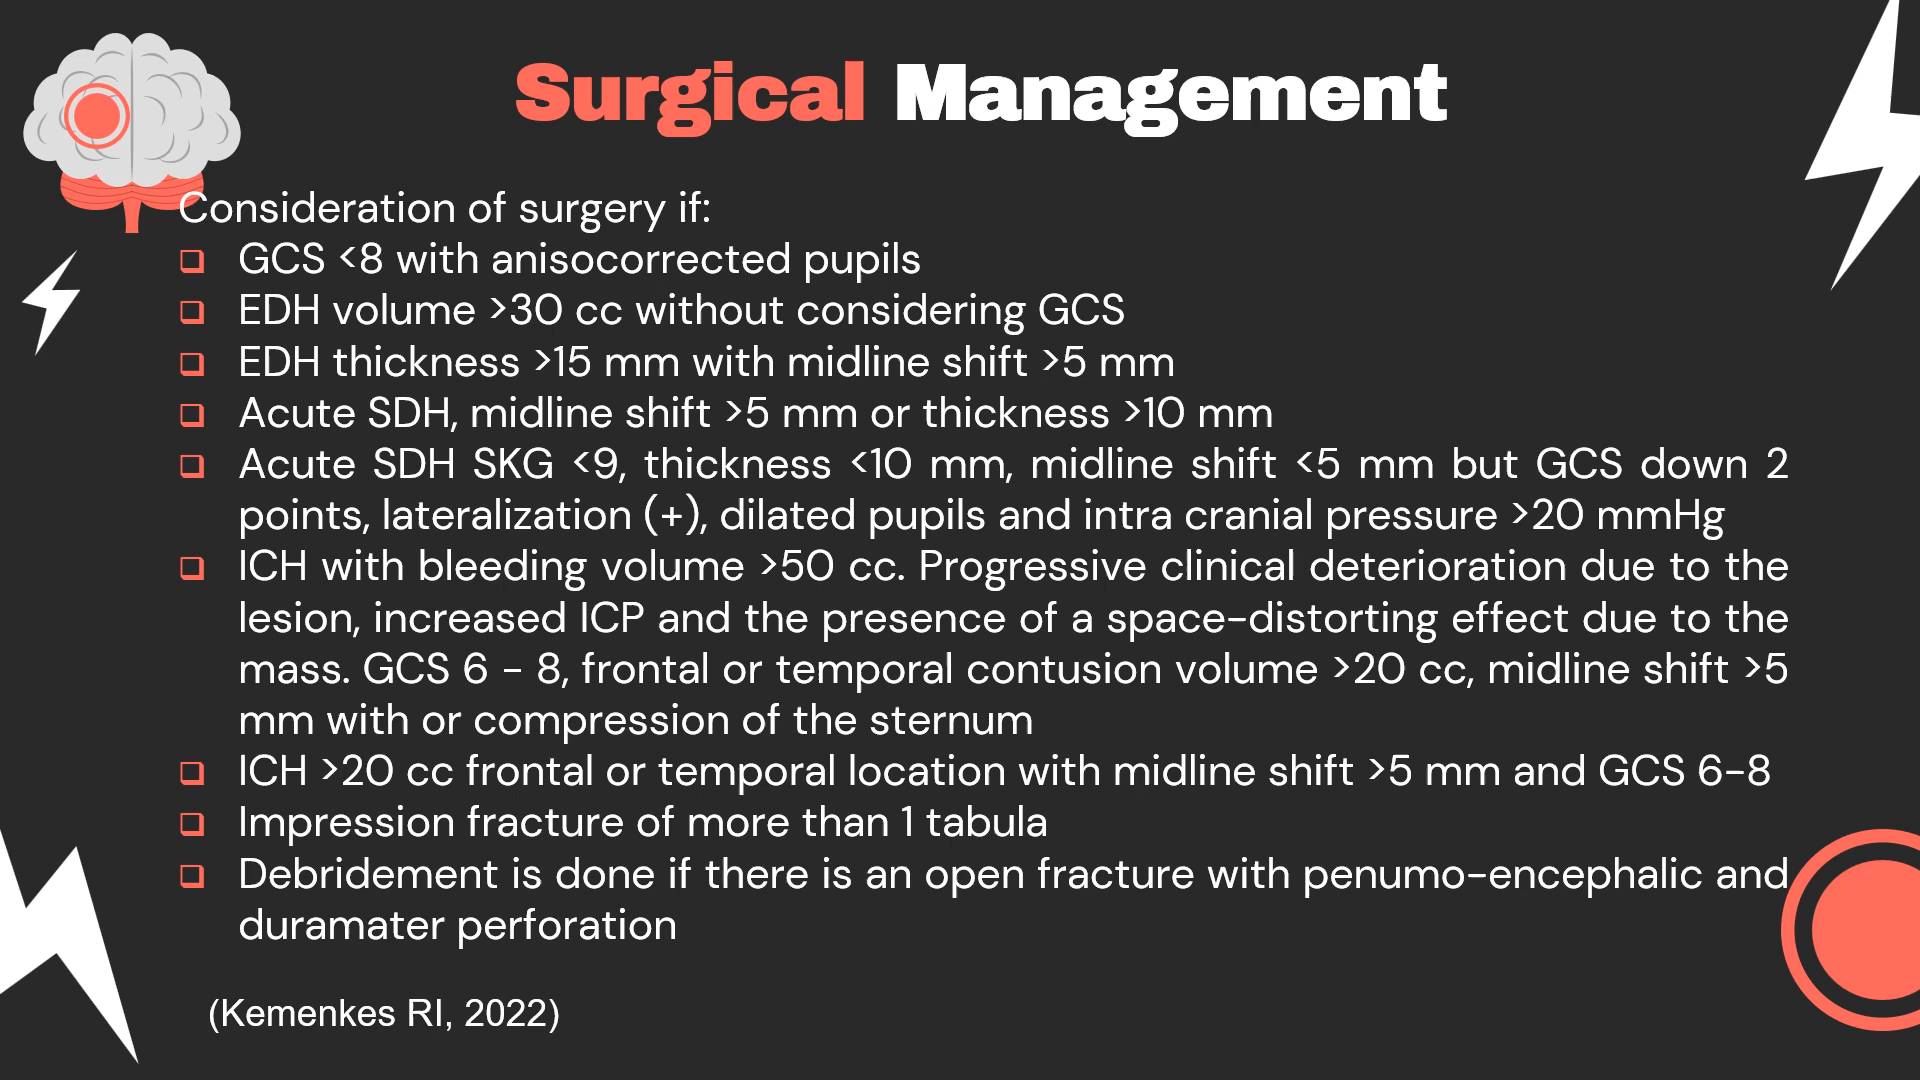 Surgical Management
Consideration of surgery if:
❑ GCS <8 with anisocorrected pupils
❑ EDH volume >30 cc without considering GCS
❑ EDH thickness >15 mm with midline shift >5 mm
❑ Acute SDH, midline shift >5 mm or thickness >10 mm
❑ Acute SDH SKG <9, thickness <10 mm, midline shift <5 mm but GCS down 2
points, lateralization (+), dilated pupils and intra cranial pressure >20 mmHg
❑ ICH with bleeding volume >50 cc. Progressive clinical deterioration due to the
lesion, increased ICP and the presence of a space-distorting effect due to the
mass. GCS 6 - 8, frontal or temporal contusion volume >20 cc, midline shift >5
mm with or compression of the sternum
❑ ICH >20 cc frontal or temporal location with midline shift >5 mm and GCS 6-8
❑ Impression fracture of more than 1 tabula
❑ Debridement is done if there is an open fracture with penumo-encephalic and
duramater perforation
(Kemenkes RI, 2022)